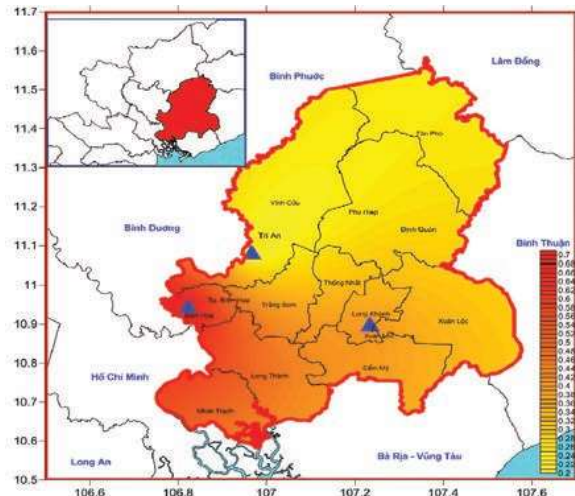 11.7
11.6
11.5
11.4
11.3
11.2
11.1
11
10.9
10.8
10.7
10.6
10.5
Bình Phước
Lâm Đồng
Tân Phú
Vĩnh Cửu
Phú Hiệp
Định Quán
Bình Dương
Trị An
Bình Thuận
Thống Nhất
Trảng Bom
Long Khánh
Xuân Lộc
Cẩm Mỹ
Long Thành
Hồ Chí Minh
Nhơn Trạch
Long An
Bà Rịa - Vũng Tàu
0.7
0.68
0.66
0.64
0.62
0.6
0.58
0.56
0.54
0.52
0.5
0.48
0.46
0.44
0.42
0.4
0.38
0.36
0.34
0.32
0.3
0.28
0.26
0.24
0.22
0.2
106.6
106.8
107
107.2
107.4
107.6